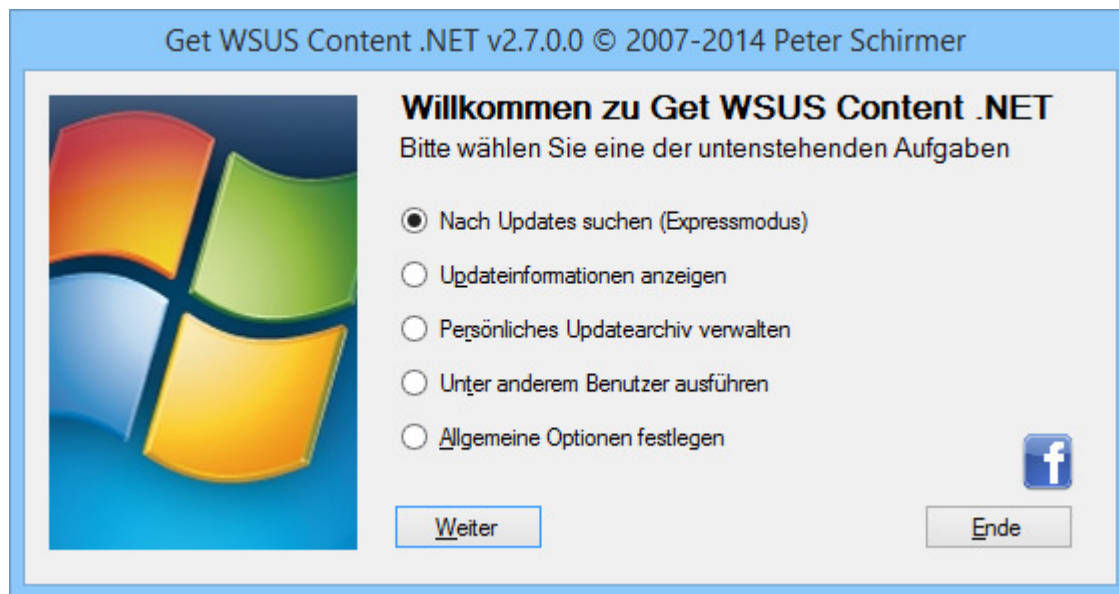 Get WSUS Content .NET v2.7.0.0 © 2007-2014 Peter Schirmer
Willkommen zu Get WSUS Content .NET
Bitte wählen Sie eine der untenstehenden Aufgaben
Nach Updates suchen (Expressmodus)
Updateinformationen anzeigen
Persönliches Updatearchiv verwalten
Unter anderem Benutzer ausführen
Allgemeine Optionen festlegen
f
Weiter
Ende